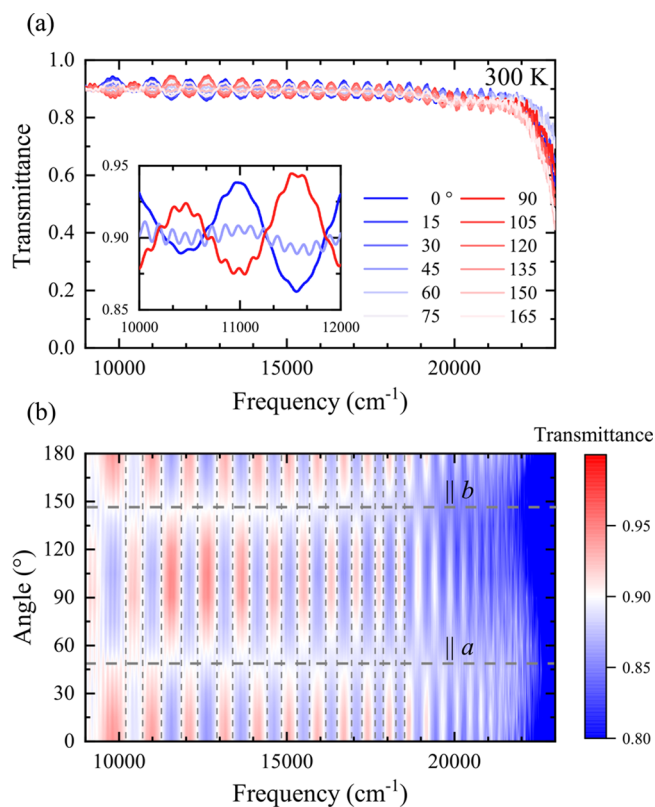 (a)
1.0
0.8
0.6
0.4
0.2
0.0
Transmittance
300 K
0.95
0.90
0.85
10000 11000 12000
0 ° 90
15 105
30 120
45 135
60 150
75 165
10000 15000 20000
Frequency (cm-1)
(b)
Transmittance
180
150
120
90
60
30
0
Angle (°)
|| b
|| a
0.95
0.90
0.85
0.80
10000 15000 20000
Frequency (cm-1)